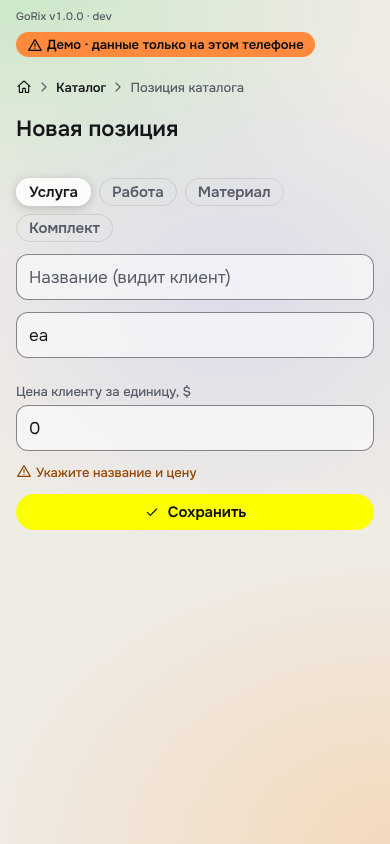 GoRix v1.0.0 · dev
Демо · данные только на этом телефоне
Каталог > Позиция каталога
Новая позиция
Услуга Работа Материал
Комплект
Название (видит клиент)
ea
Цена клиенту за единицу, $
0
Укажите название и цену
Сохранить